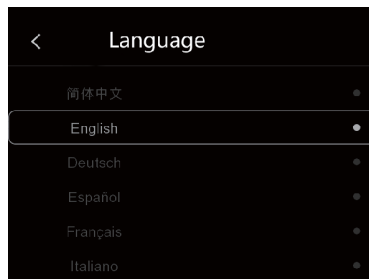 Language
简体中文
English
Deutsch
Español
Français
Italiano